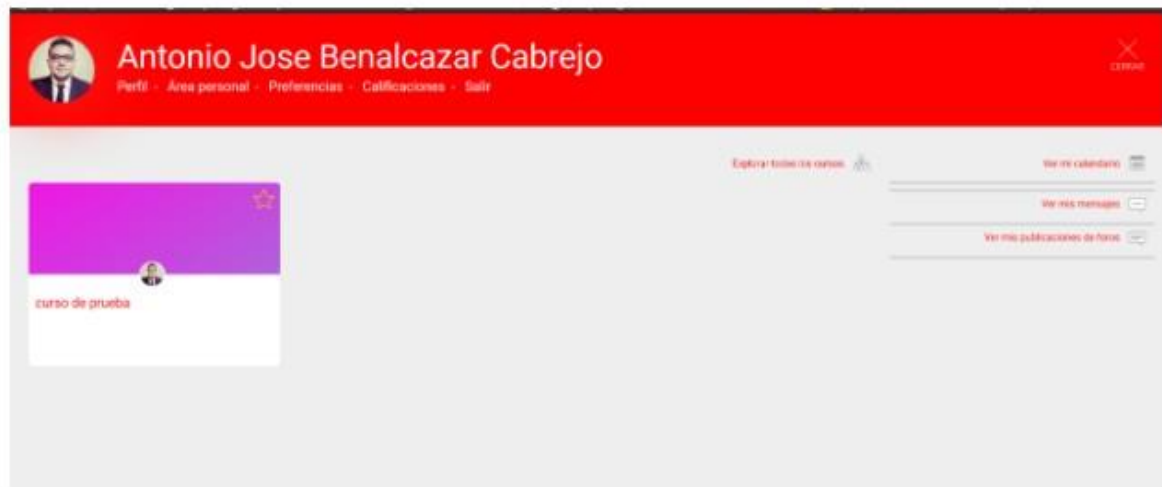 Antonio Jose Benalcazar Cabrejo
Perfil - Área personal - Preferencias - Calificaciones - Salir
CERRAR
Explorar todos los cursos
Ver mi calendario
Ver mis mensajes
Ver mis publicaciones de foros
curso de prueba